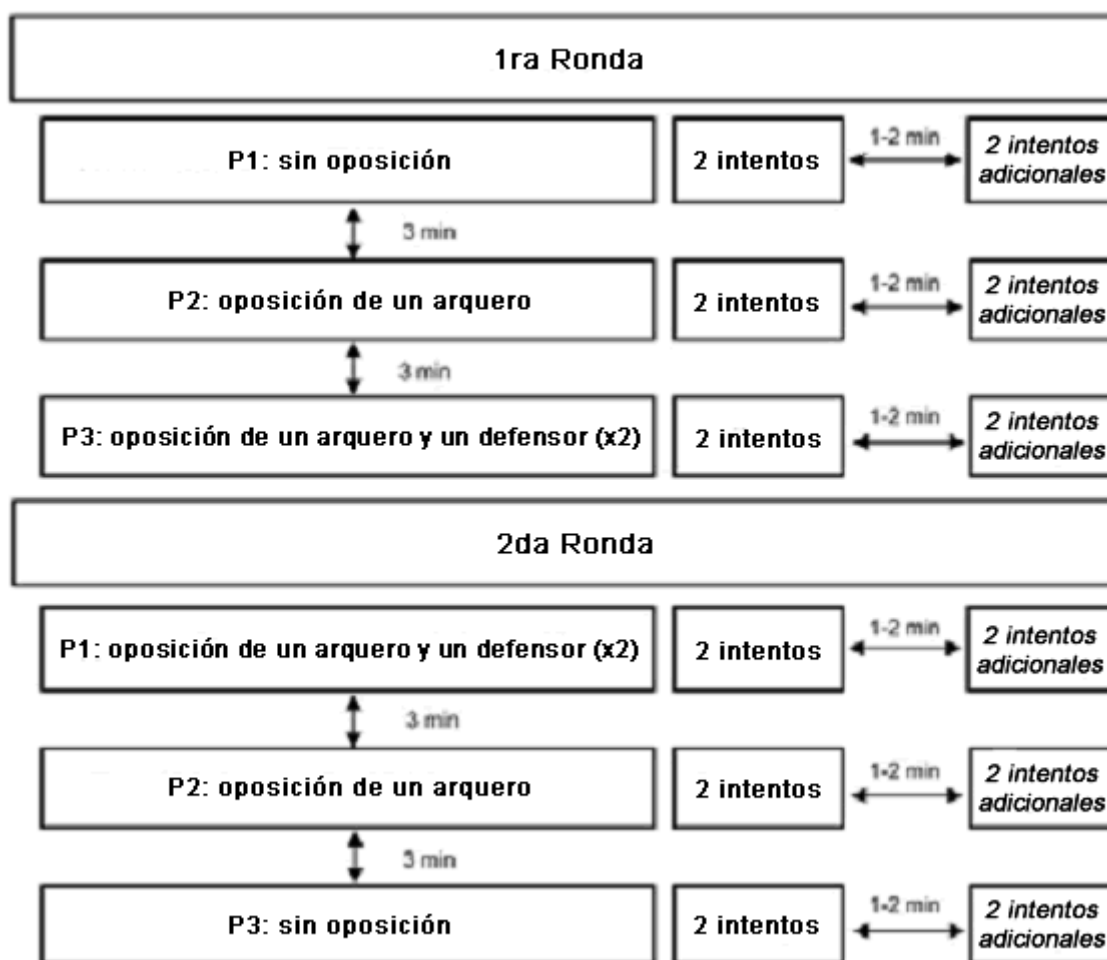 1ra Ronda
P1: sin oposición
2 intentos
1-2 min
2 intentos
adicionales
3 min
P2: oposición de un arquero
2 intentos
1-2 min
2 intentos
adicionales
3 min
P3: oposición de un arquero y un defensor (x2)
2 intentos
1-2 min
2 intentos
adicionales
2da Ronda
P1: oposición de un arquero y un defensor (x2)
2 intentos
1-2 min
2 intentos
adicionales
3 min
P2: oposición de un arquero
2 intentos
1-2 min
2 intentos
adicionales
3 min
P3: sin oposición
2 intentos
1-2 min
2 intentos
adicionales